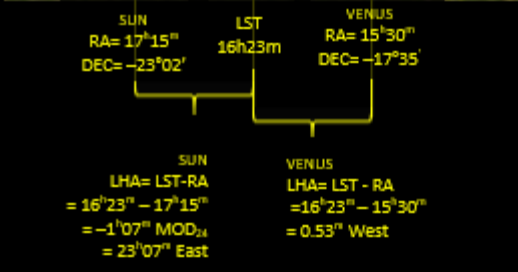 SUN
RA= 17ʰ15ᵐ
DEC= –23°02'
LST
16h23m
VENUS
RA= 15ʰ30ᵐ
DEC= –17°35'
SUN
LHA= LST-RA
= 16ʰ23ᵐ – 17ʰ15ᵐ
= –1ʰ07ᵐ MOD₂₄
= 23ʰ07ᵐ East
VENUS
LHA= LST - RA
=16ʰ23ᵐ – 15ʰ30ᵐ
= 0.53ᵐ West